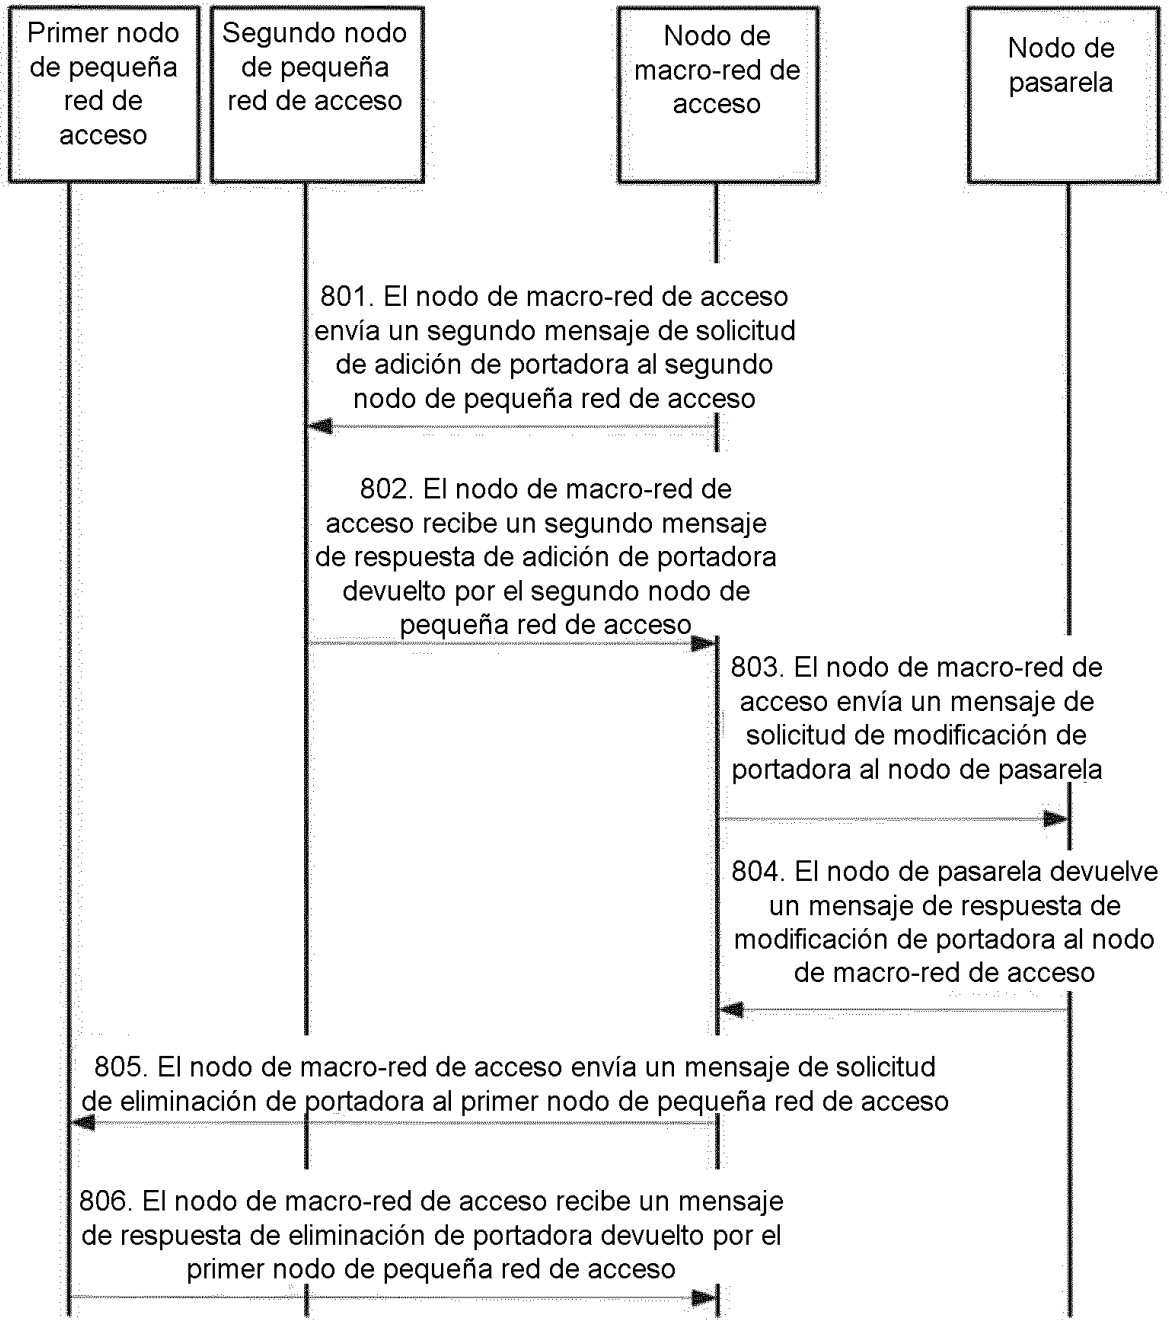 Primer nodo
de pequeña
red de
acceso
Segundo nodo
de pequeña
red de acceso
Nodo de
macro-red de
acceso
Nodo de
pasarela
801. El nodo de macro-red de acceso
envía un segundo mensaje de solicitud
de adición de portadora al segundo
nodo de pequeña red de acceso
802. El nodo de macro-red de
acceso recibe un segundo mensaje
de respuesta de adición de portadora
devuelto por el segundo nodo de
pequeña red de acceso
803. El nodo de macro-red de
acceso envía un mensaje de
solicitud de modificación de
portadora al nodo de pasarela
804. El nodo de pasarela devuelve
un mensaje de respuesta de
modificación de portadora al nodo
de macro-red de acceso
805. El nodo de macro-red de acceso envía un mensaje de solicitud
de eliminación de portadora al primer nodo de pequeña red de acceso
806. El nodo de macro-red de acceso recibe un mensaje
de respuesta de eliminación de portadora devuelto por el
primer nodo de pequeña red de acceso